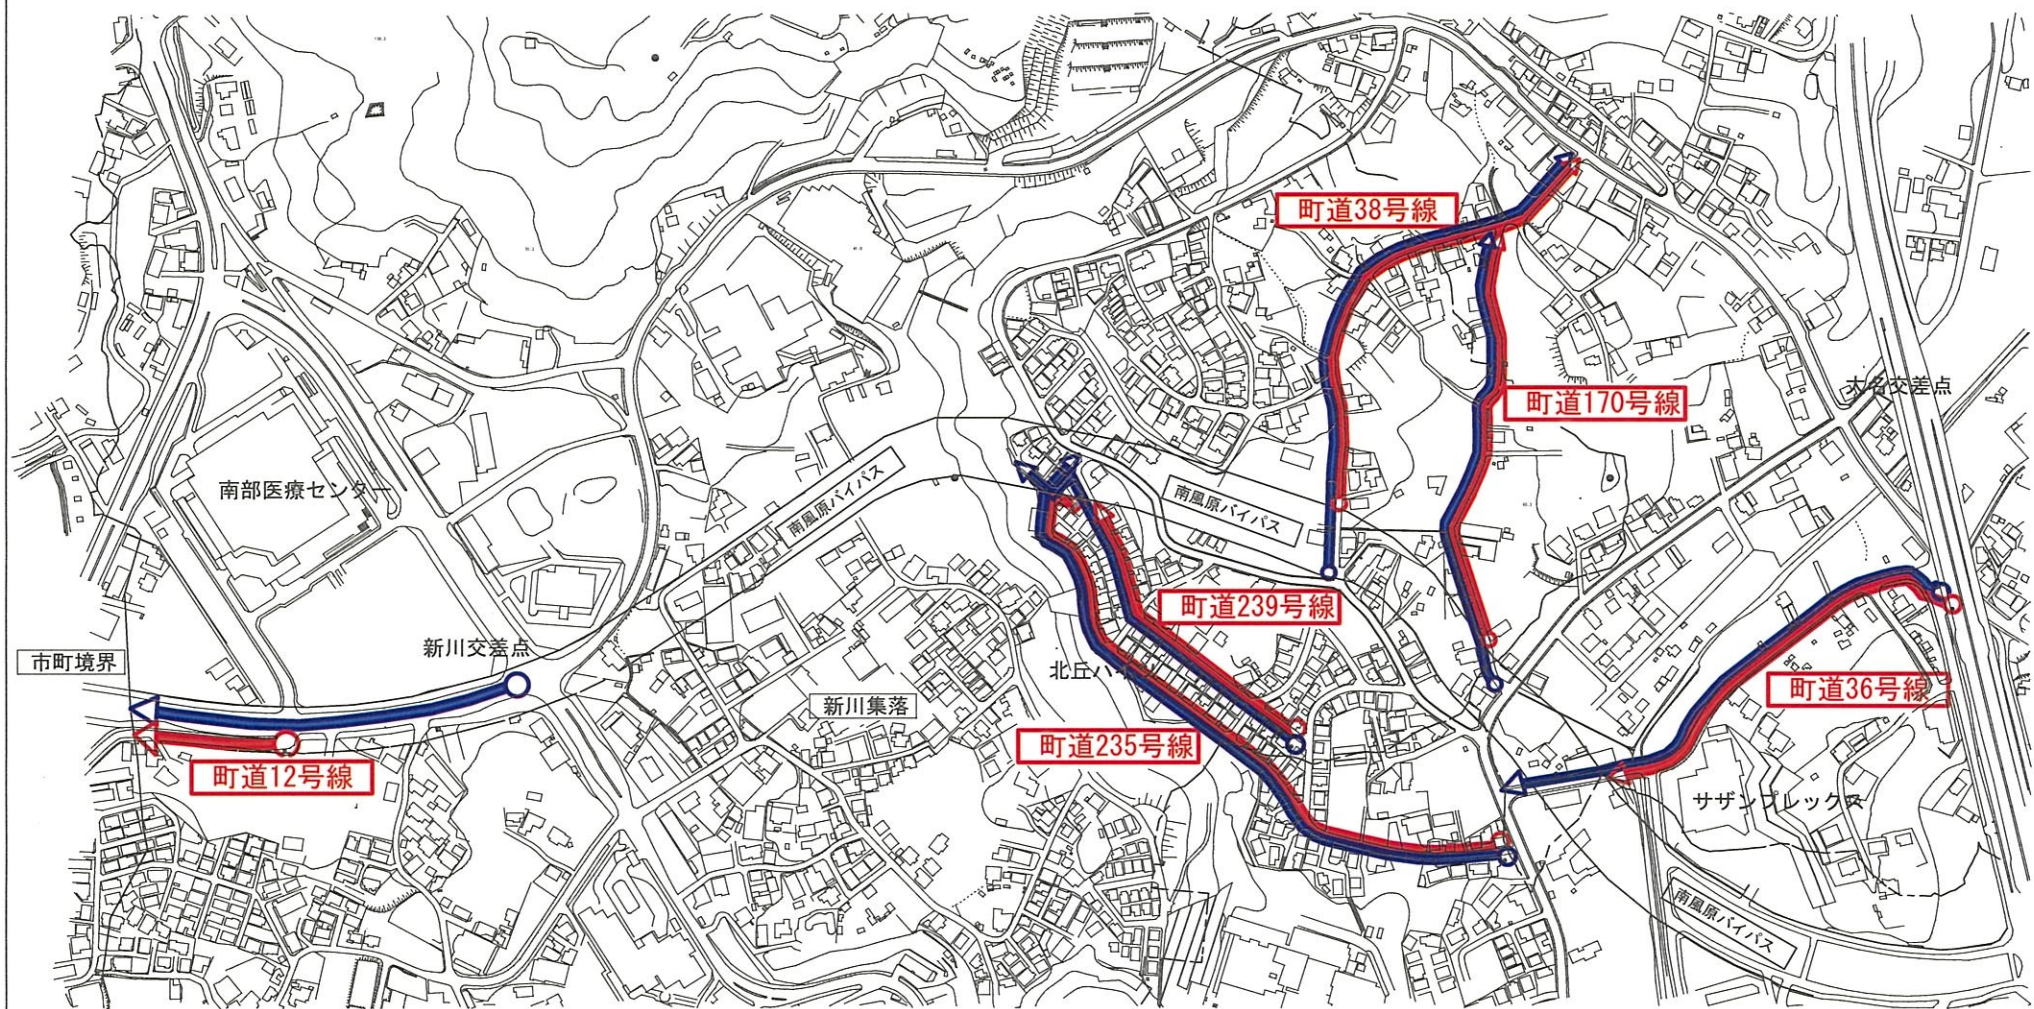 町道38号線
大名交差点
町道170号線
南部医療センター
南風原バイパス
南風原バイパス
町道239号線
新川交差点
市町境界
北丘ハイツ
町道36号線
新川集落
町道235号線
町道12号線
サザンプレックス
南風原バイパス